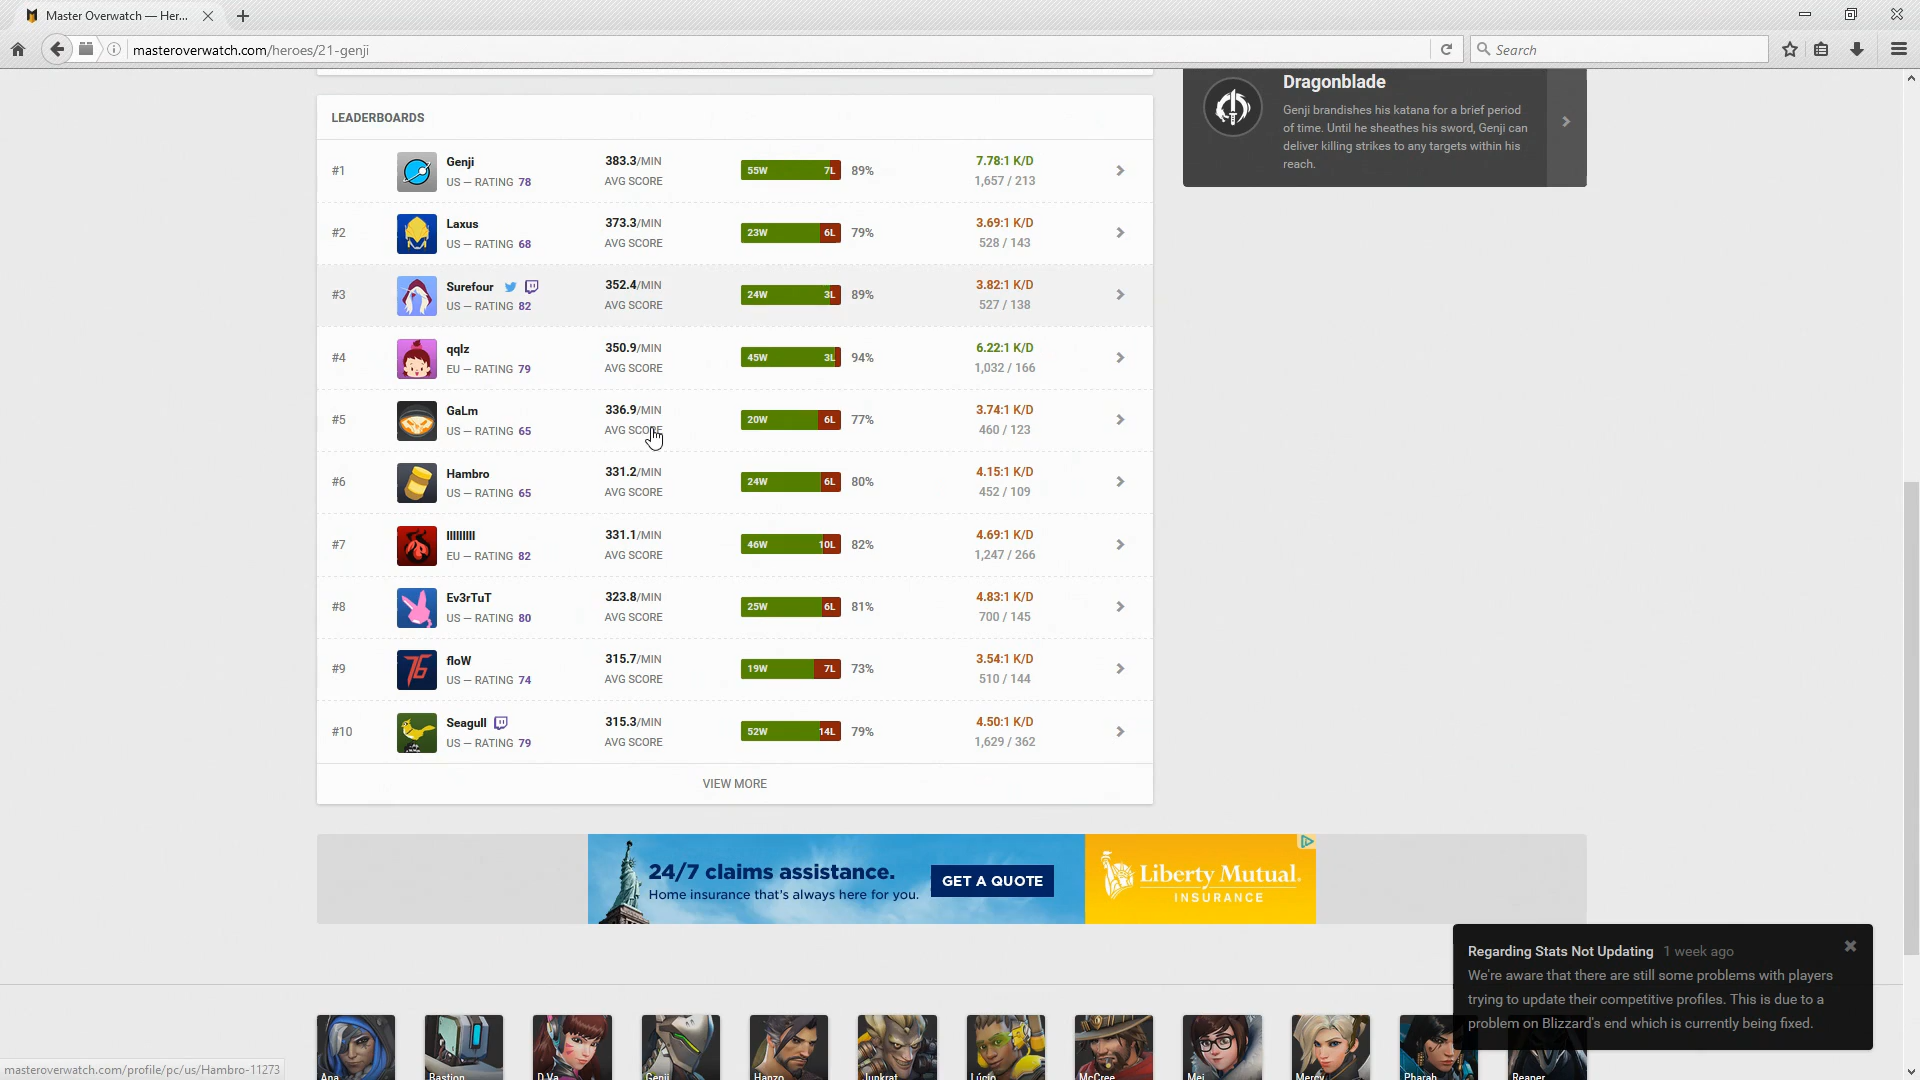 Master Overwatch — Her...
masteroverwatch.com/heroes/21-genji
Search
LEADERBOARDS
#1
Genji
US — RATING 78
383.3/MIN
AVG SCORE
55W 7L 89%
7.78:1 K/D
1,657 / 213
#2
Laxus
US — RATING 68
373.3/MIN
AVG SCORE
23W 6L 79%
3.69:1 K/D
528 / 143
#3
Surefour
US — RATING 82
352.4/MIN
AVG SCORE
24W 3L 89%
3.82:1 K/D
527 / 138
#4
qqlz
EU — RATING 79
350.9/MIN
AVG SCORE
45W 3L 94%
6.22:1 K/D
1,032 / 166
#5
GaLm
US — RATING 65
336.9/MIN
AVG SCORE
20W 6L 77%
3.74:1 K/D
460 / 123
#6
Hambro
US — RATING 65
331.2/MIN
AVG SCORE
24W 6L 80%
4.15:1 K/D
452 / 109
#7
EU — RATING 82
331.1/MIN
AVG SCORE
46W 10L 82%
4.69:1 K/D
1,247 / 266
#8
Ev3rTuT
US — RATING 80
323.8/MIN
AVG SCORE
25W 6L 81%
4.83:1 K/D
700 / 145
#9
floW
US — RATING 74
315.7/MIN
AVG SCORE
19W 7L 73%
3.54:1 K/D
510 / 144
#10
Seagull
US — RATING 79
315.3/MIN
AVG SCORE
52W 14L 79%
4.50:1 K/D
1,629 / 362
VIEW MORE
Dragonblade
Genji brandishes his katana for a brief period
of time. Until he sheathes his sword, Genji can
deliver killing strikes to any targets within his
reach.
24/7 claims assistance.
Home insurance that's always here for you.
GET A QUOTE
Liberty Mutual.
INSURANCE
Regarding Stats Not Updating 1 week ago
We're aware that there are still some problems with players
trying to update their competitive profiles. This is due to a
problem on Blizzard's end which is currently being fixed.
Ana Bastion D.Va Genji Hanzo Junkrat Lúcio McCree Mei Mercy Pharah Reaper
masteroverwatch.com/profile/pc/us/Hambro-11273